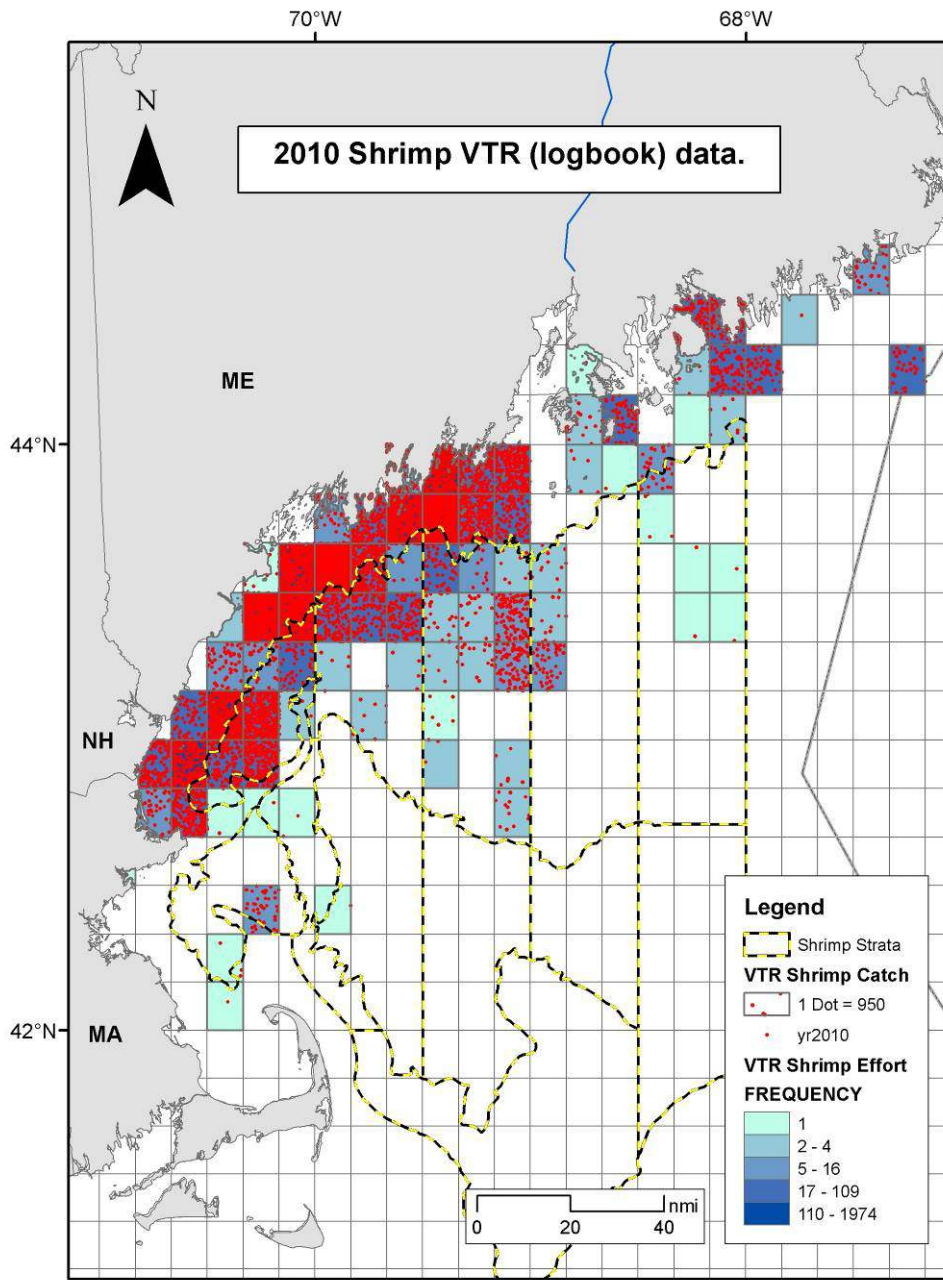 70°W
68°W
N
2010 Shrimp VTR (logbook) data.
ME
44°N
NH
MA
42°N
Legend
Shrimp Strata
VTR Shrimp Catch
1 Dot = 950
yr2010
VTR Shrimp Effort
FREQUENCY
1
2 - 4
5 - 16
17 - 109
110 - 1974
nmi
0 20 40